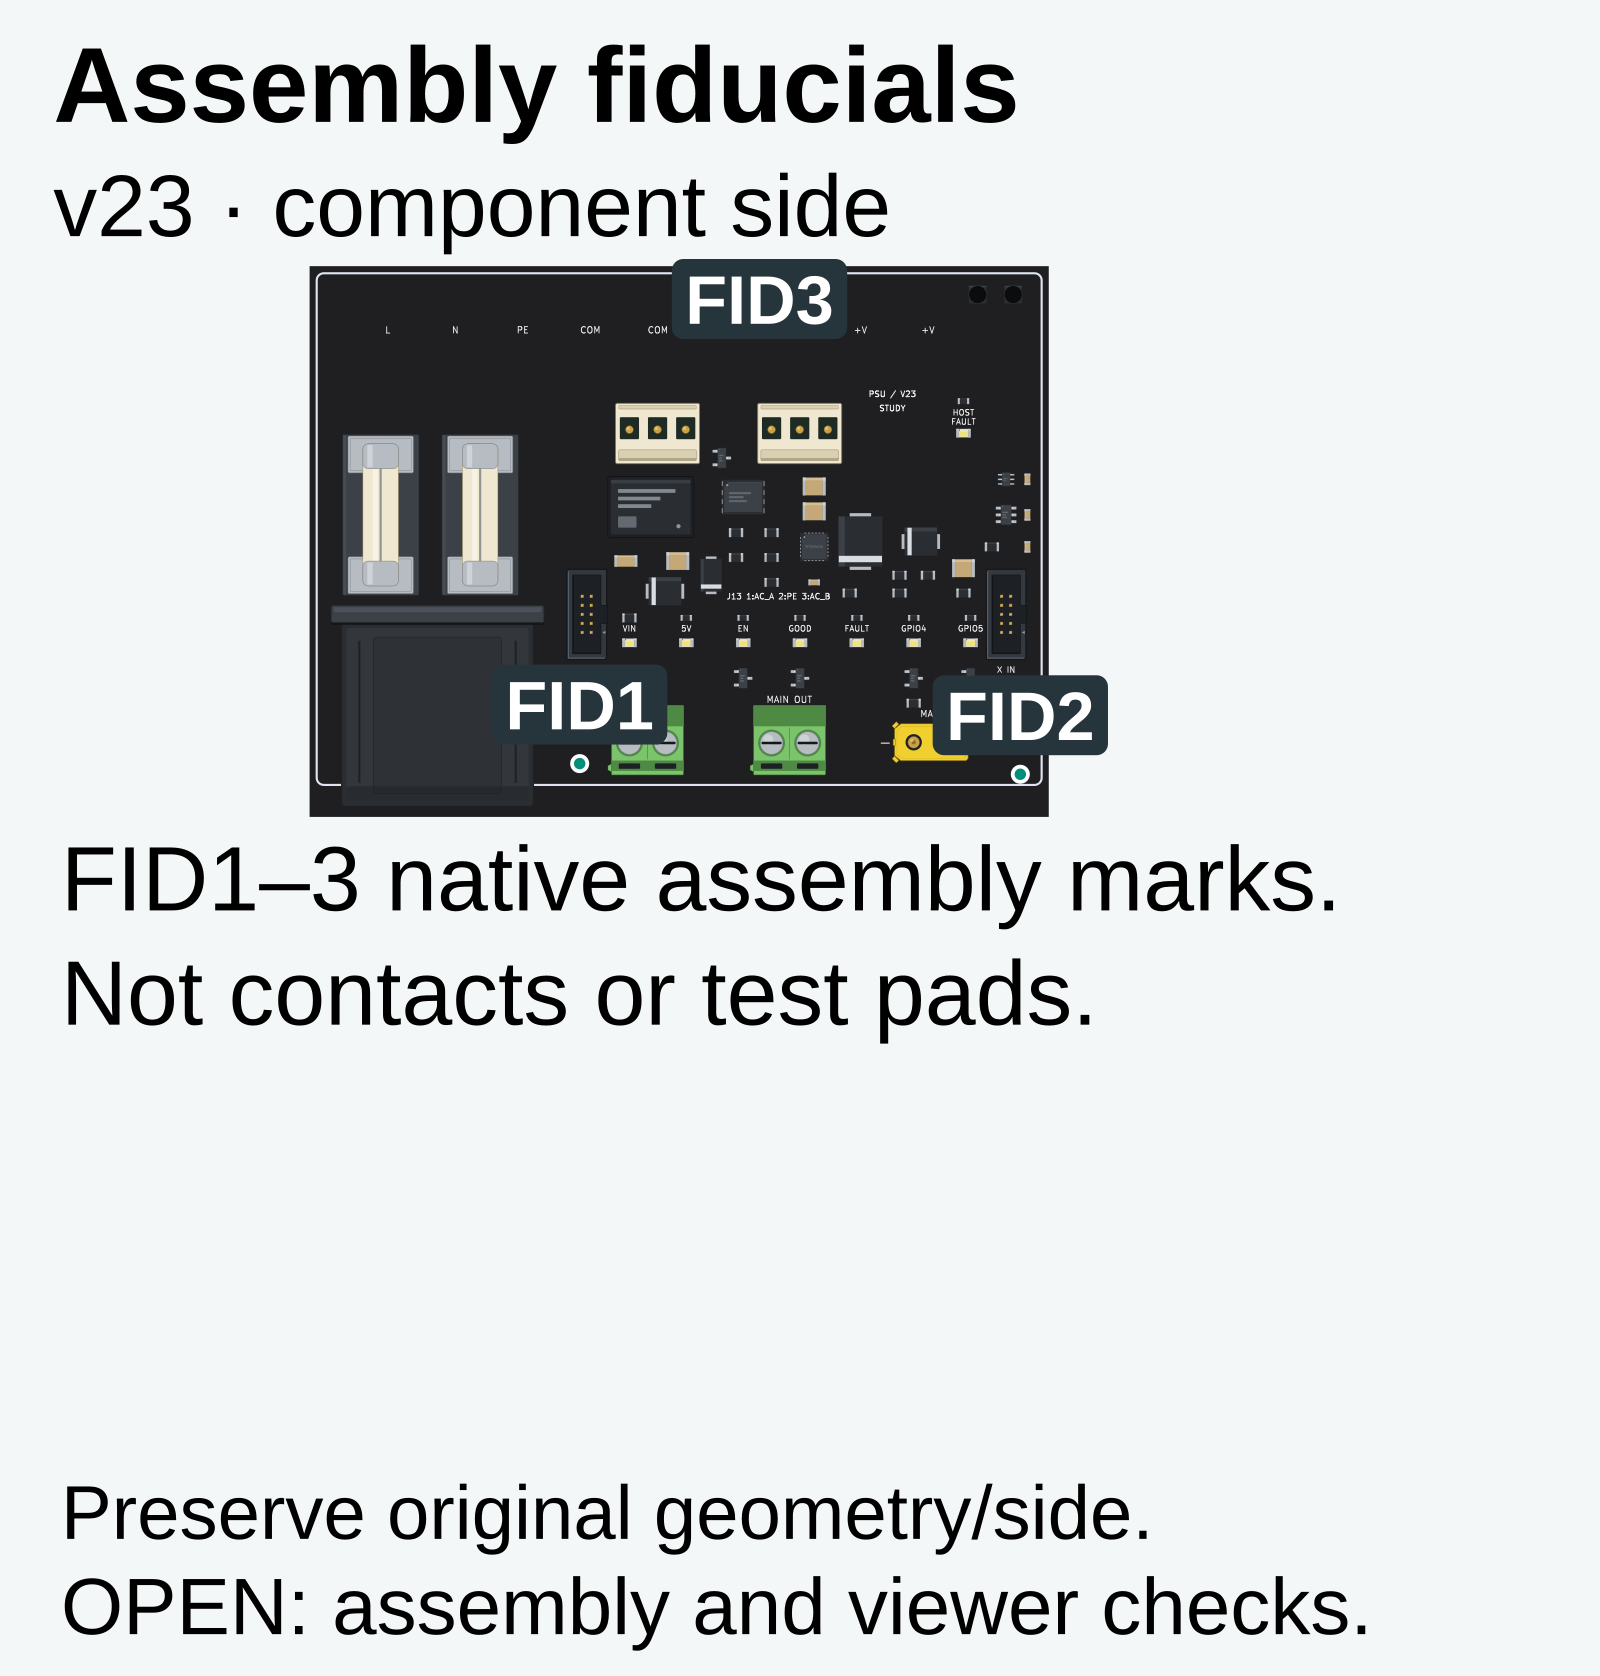 Assembly fiducials
v23 · component side
FID3
L N PE COM COM +V +V
PSU / V23
STUDY
HOST
FAULT
J13 1:AC_A 2:PE 3:AC_B
VIN 5V EN GOOD FAULT GPIO4 GPIO5
X IN
FID1
MAIN OUT
MA
FID2
FID1–3 native assembly marks.
Not contacts or test pads.
Preserve original geometry/side.
OPEN: assembly and viewer checks.